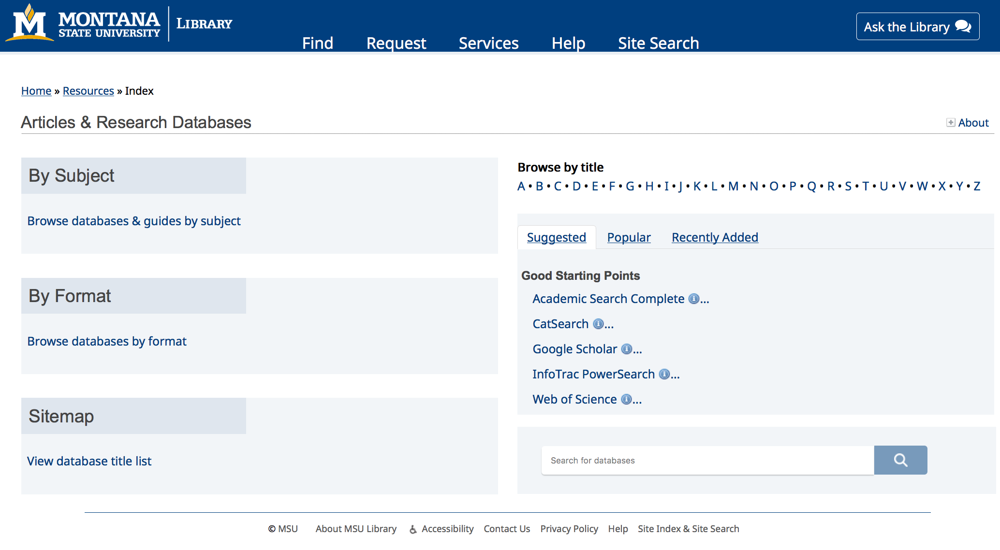 M MONTANA STATE UNIVERSITY LIBRARY
Find Request Services Help Site Search
Ask the Library
Home » Resources » Index
Articles & Research Databases
About
By Subject
Browse databases & guides by subject
By Format
Browse databases by format
Sitemap
View database title list
Browse by title
A • B • C • D • E • F • G • H • I • J • K • L • M • N • O • P • Q • R • S • T • U • V • W • X • Y • Z
Suggested Popular Recently Added
Good Starting Points
Academic Search Complete i...
CatSearch i...
Google Scholar i...
InfoTrac PowerSearch i...
Web of Science i...
Search for databases
© MSU About MSU Library Accessibility Contact Us Privacy Policy Help Site Index & Site Search